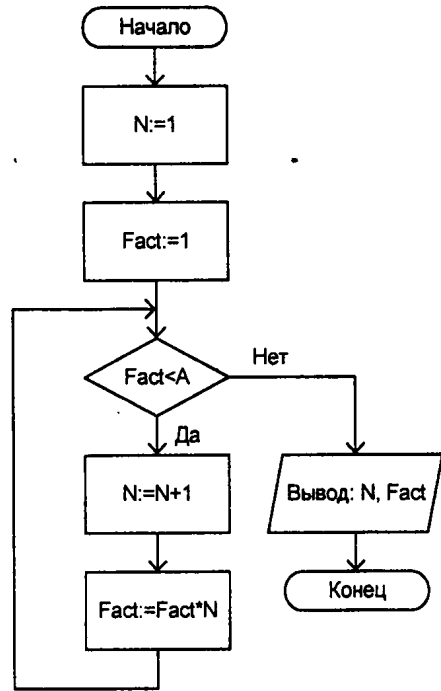 Начало
N:=1
Fact:=1
Fact<A
Нет
Да
N:=N+1
Вывод: N, Fact
Fact:=Fact*N
Конец